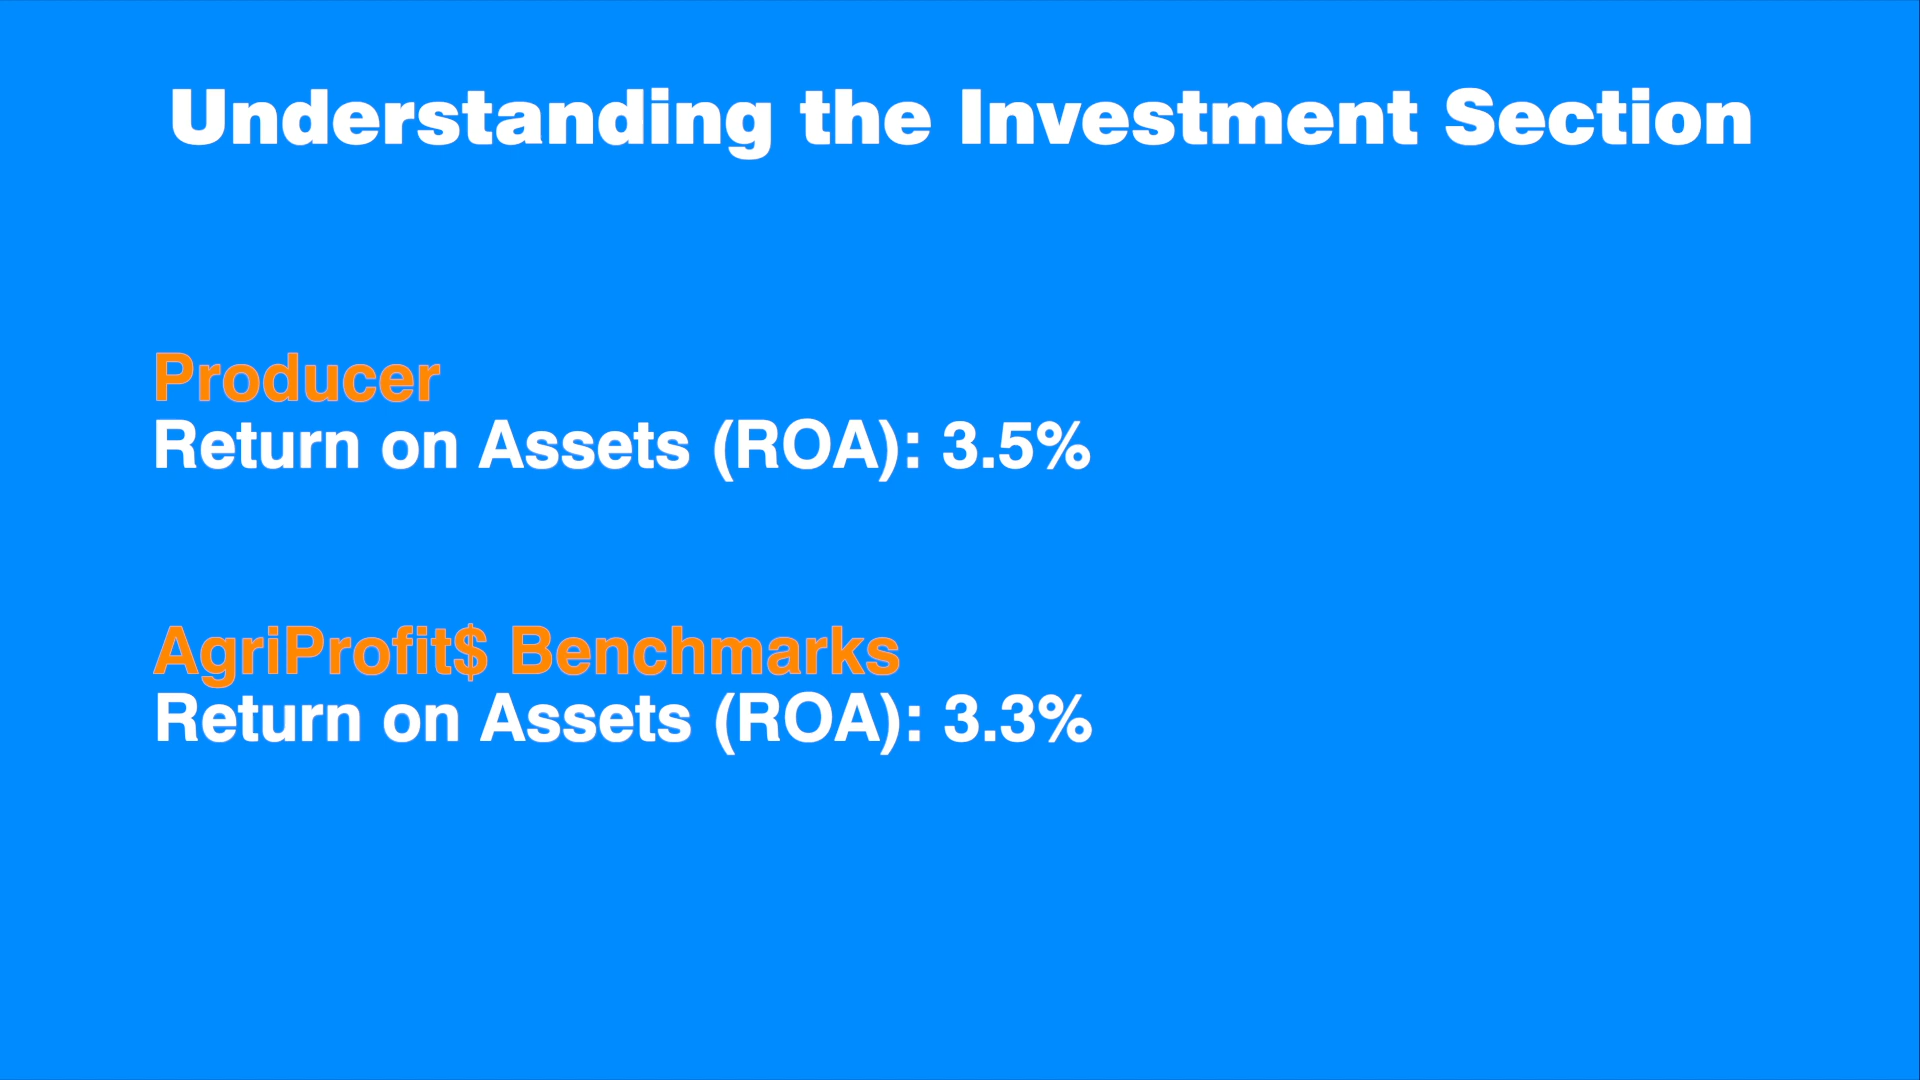 Understanding the Investment Section
Producer
Return on Assets (ROA): 3.5%
AgriProfit$ Benchmarks
Return on Assets (ROA): 3.3%